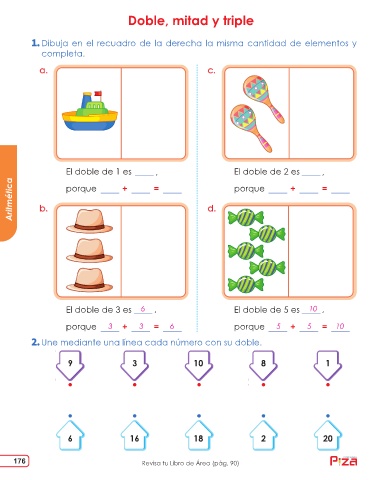 Doble, mitad y triple
1. Dibuja en el recuadro de la derecha la misma cantidad de elementos y
completa.
a.
c.
El doble de 1 es ____ ,
porque ____ + ____ = ____
El doble de 2 es ____ ,
porque ____ + ____ = ____
Aritmética
b.
d.
El doble de 3 es 6 ,
porque 3 + 3 = 6
El doble de 5 es 10 ,
porque 5 + 5 = 10
2. Une mediante una línea cada número con su doble.
9 3 10 8 1
6 16 18 2 20
176
Revisa tu Libro de Área (pág. 90)
Piza